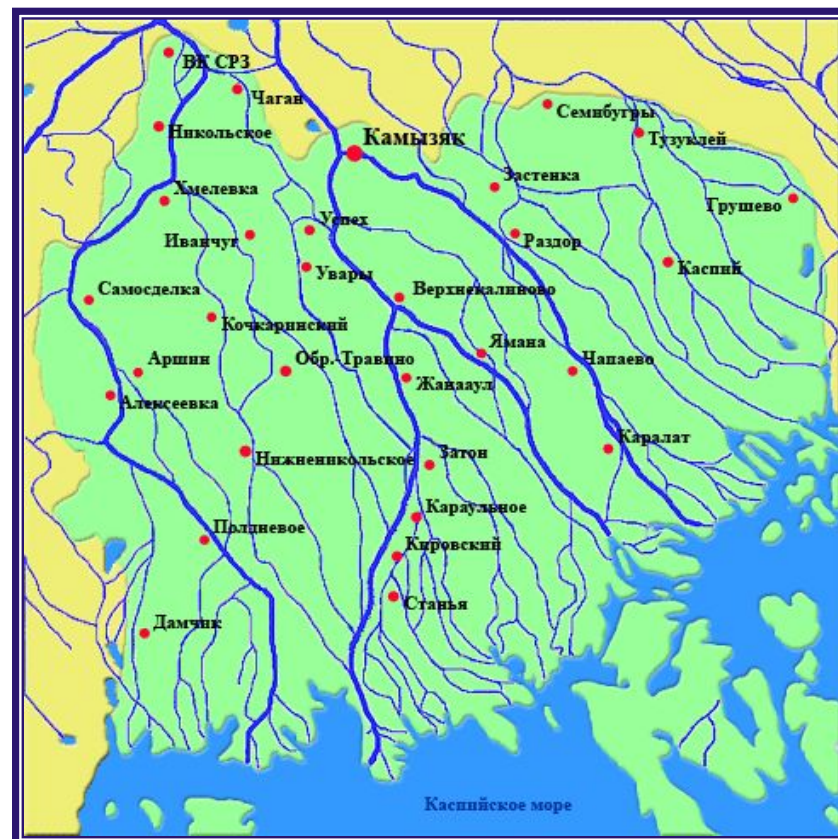 ВК СРЗ
Чаган
Семибугры
Никольское
Камызяк
Тузуклей
Застенка
Хмелевка
Грушево
Успех
Иванчуг
Раздор
Увары
Каспий
Самосделка
Верхнекалиново
Кочкаринский
Ямана
Аршин
Обр.-Травино
Чапаево
Жанааул
Алексеевка
Каралат
Нижненикольское
Затон
Караульное
Полдневое
Кировский
Станья
Дамчик
Каспийское море